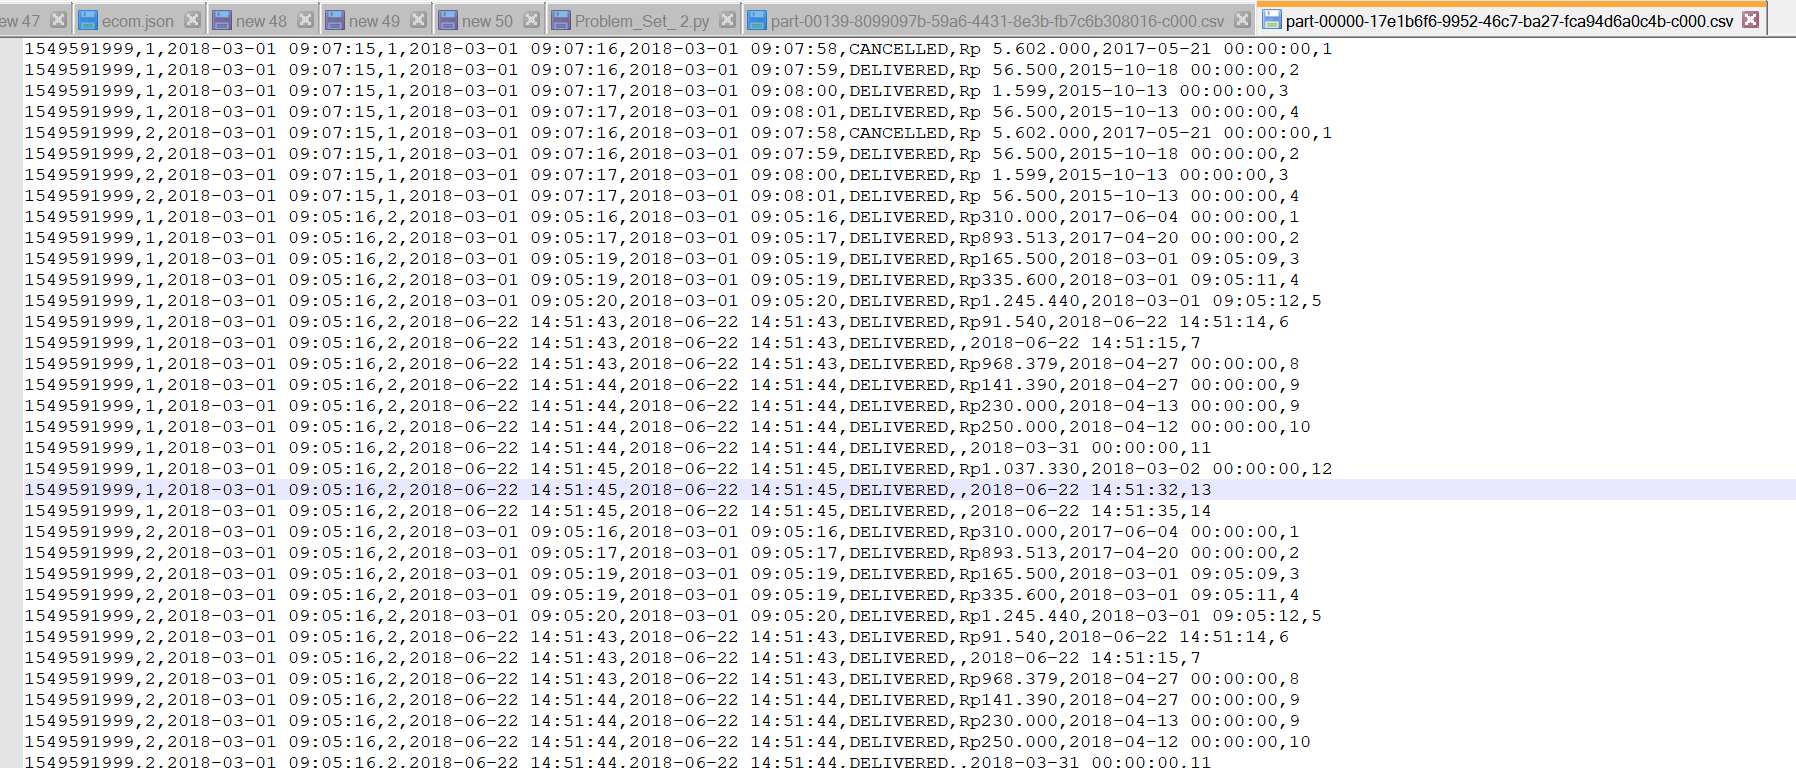 ew 47 ecom.json new 48 new 49 new 50 Problem_Set_ 2.py part-00139-8099097b-59a6-4431-8e3b-fb7c6b308016-c000.csv part-00000-17e1b6f6-9952-46c7-ba27-fca94d6a0c4b-c000.csv
1549591999,1,2018-03-01 09:07:15,1,2018-03-01 09:07:16,2018-03-01 09:07:58,CANCELLED,Rp 5.602.000,2017-05-21 00:00:00,1
1549591999,1,2018-03-01 09:07:15,1,2018-03-01 09:07:16,2018-03-01 09:07:59,DELIVERED,Rp 56.500,2015-10-18 00:00:00,2
1549591999,1,2018-03-01 09:07:15,1,2018-03-01 09:07:17,2018-03-01 09:08:00,DELIVERED,Rp 1.599,2015-10-13 00:00:00,3
1549591999,1,2018-03-01 09:07:15,1,2018-03-01 09:07:17,2018-03-01 09:08:01,DELIVERED,Rp 56.500,2015-10-13 00:00:00,4
1549591999,2,2018-03-01 09:07:15,1,2018-03-01 09:07:16,2018-03-01 09:07:58,CANCELLED,Rp 5.602.000,2017-05-21 00:00:00,1
1549591999,2,2018-03-01 09:07:15,1,2018-03-01 09:07:16,2018-03-01 09:07:59,DELIVERED,Rp 56.500,2015-10-18 00:00:00,2
1549591999,2,2018-03-01 09:07:15,1,2018-03-01 09:07:17,2018-03-01 09:08:00,DELIVERED,Rp 1.599,2015-10-13 00:00:00,3
1549591999,2,2018-03-01 09:07:15,1,2018-03-01 09:07:17,2018-03-01 09:08:01,DELIVERED,Rp 56.500,2015-10-13 00:00:00,4
1549591999,1,2018-03-01 09:05:16,2,2018-03-01 09:05:16,2018-03-01 09:05:16,DELIVERED,Rp310.000,2017-06-04 00:00:00,1
1549591999,1,2018-03-01 09:05:16,2,2018-03-01 09:05:17,2018-03-01 09:05:17,DELIVERED,Rp893.513,2017-04-20 00:00:00,2
1549591999,1,2018-03-01 09:05:16,2,2018-03-01 09:05:19,2018-03-01 09:05:19,DELIVERED,Rp165.500,2018-03-01 09:05:09,3
1549591999,1,2018-03-01 09:05:16,2,2018-03-01 09:05:19,2018-03-01 09:05:19,DELIVERED,Rp335.600,2018-03-01 09:05:11,4
1549591999,1,2018-03-01 09:05:16,2,2018-03-01 09:05:20,2018-03-01 09:05:20,DELIVERED,Rp1.245.440,2018-03-01 09:05:12,5
1549591999,1,2018-03-01 09:05:16,2,2018-06-22 14:51:43,2018-06-22 14:51:43,DELIVERED,Rp91.540,2018-06-22 14:51:14,6
1549591999,1,2018-03-01 09:05:16,2,2018-06-22 14:51:43,2018-06-22 14:51:43,DELIVERED,,2018-06-22 14:51:15,7
1549591999,1,2018-03-01 09:05:16,2,2018-06-22 14:51:43,2018-06-22 14:51:43,DELIVERED,Rp968.379,2018-04-27 00:00:00,8
1549591999,1,2018-03-01 09:05:16,2,2018-06-22 14:51:44,2018-06-22 14:51:44,DELIVERED,Rp141.390,2018-04-27 00:00:00,9
1549591999,1,2018-03-01 09:05:16,2,2018-06-22 14:51:44,2018-06-22 14:51:44,DELIVERED,Rp230.000,2018-04-13 00:00:00,9
1549591999,1,2018-03-01 09:05:16,2,2018-06-22 14:51:44,2018-06-22 14:51:44,DELIVERED,Rp250.000,2018-04-12 00:00:00,10
1549591999,1,2018-03-01 09:05:16,2,2018-06-22 14:51:44,2018-06-22 14:51:44,DELIVERED,,2018-03-31 00:00:00,11
1549591999,1,2018-03-01 09:05:16,2,2018-06-22 14:51:45,2018-06-22 14:51:45,DELIVERED,Rp1.037.330,2018-03-02 00:00:00,12
1549591999,1,2018-03-01 09:05:16,2,2018-06-22 14:51:45,2018-06-22 14:51:45,DELIVERED,,2018-06-22 14:51:32,13
1549591999,1,2018-03-01 09:05:16,2,2018-06-22 14:51:45,2018-06-22 14:51:45,DELIVERED,,2018-06-22 14:51:35,14
1549591999,2,2018-03-01 09:05:16,2,2018-03-01 09:05:16,2018-03-01 09:05:16,DELIVERED,Rp310.000,2017-06-04 00:00:00,1
1549591999,2,2018-03-01 09:05:16,2,2018-03-01 09:05:17,2018-03-01 09:05:17,DELIVERED,Rp893.513,2017-04-20 00:00:00,2
1549591999,2,2018-03-01 09:05:16,2,2018-03-01 09:05:19,2018-03-01 09:05:19,DELIVERED,Rp165.500,2018-03-01 09:05:09,3
1549591999,2,2018-03-01 09:05:16,2,2018-03-01 09:05:19,2018-03-01 09:05:19,DELIVERED,Rp335.600,2018-03-01 09:05:11,4
1549591999,2,2018-03-01 09:05:16,2,2018-03-01 09:05:20,2018-03-01 09:05:20,DELIVERED,Rp1.245.440,2018-03-01 09:05:12,5
1549591999,2,2018-03-01 09:05:16,2,2018-06-22 14:51:43,2018-06-22 14:51:43,DELIVERED,Rp91.540,2018-06-22 14:51:14,6
1549591999,2,2018-03-01 09:05:16,2,2018-06-22 14:51:43,2018-06-22 14:51:43,DELIVERED,,2018-06-22 14:51:15,7
1549591999,2,2018-03-01 09:05:16,2,2018-06-22 14:51:43,2018-06-22 14:51:43,DELIVERED,Rp968.379,2018-04-27 00:00:00,8
1549591999,2,2018-03-01 09:05:16,2,2018-06-22 14:51:44,2018-06-22 14:51:44,DELIVERED,Rp141.390,2018-04-27 00:00:00,9
1549591999,2,2018-03-01 09:05:16,2,2018-06-22 14:51:44,2018-06-22 14:51:44,DELIVERED,Rp230.000,2018-04-13 00:00:00,9
1549591999,2,2018-03-01 09:05:16,2,2018-06-22 14:51:44,2018-06-22 14:51:44,DELIVERED,Rp250.000,2018-04-12 00:00:00,10
1549591999,2,2018-03-01 09:05:16,2,2018-06-22 14:51:44,2018-06-22 14:51:44,DELIVERED,,2018-03-31 00:00:00,11